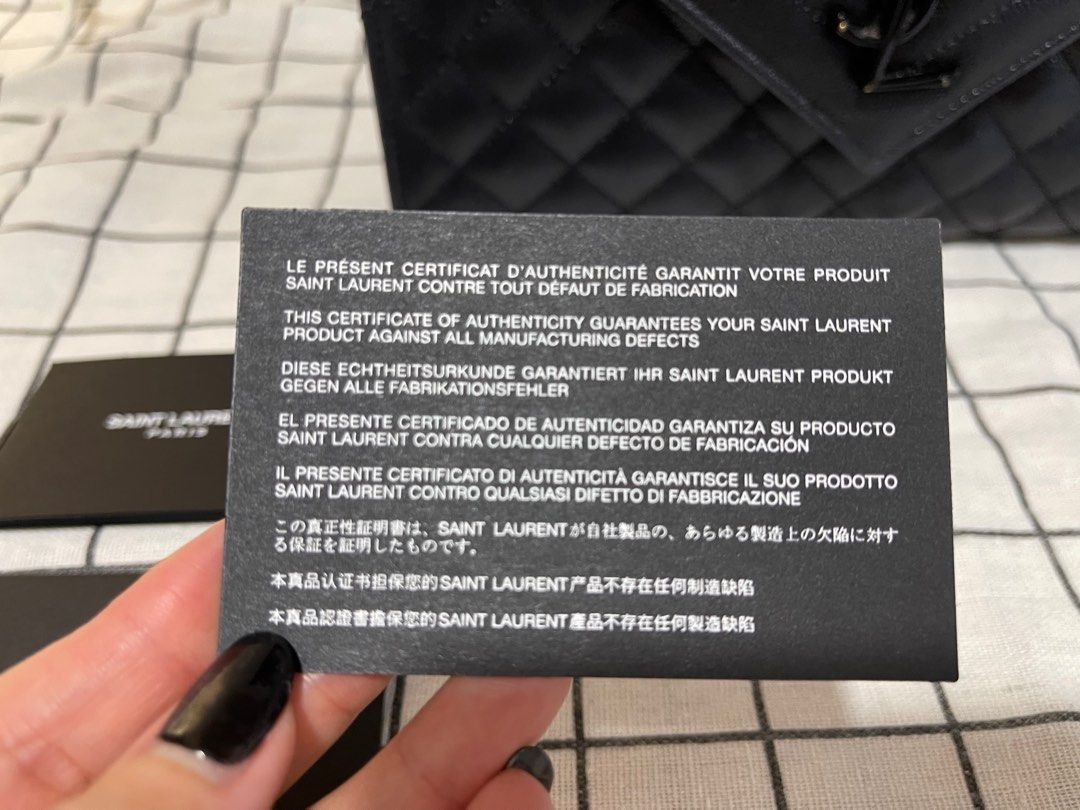 LE PRÉSENT CERTIFICAT D'AUTHENTICITÉ GARANTIT VOTRE PRODUIT
SAINT LAURENT CONTRE TOUT DÉFAUT DE FABRICATION
THIS CERTIFICATE OF AUTHENTICITY GUARANTEES YOUR SAINT LAURENT
PRODUCT AGAINST ALL MANUFACTURING DEFECTS
DIESE ECHTHEITSURKUNDE GARANTIERT IHR SAINT LAURENT PRODUKT
GEGEN ALLE FABRIKATIONSFEHLER
EL PRESENTE CERTIFICADO DE AUTENTICIDAD GARANTIZA SU PRODUCTO
SAINT LAURENT CONTRA CUALQUIER DEFECTO DE FABRICACIÓN
IL PRESENTE CERTIFICATO DI AUTENTICITÀ GARANTISCE IL SUO PRODOTTO
SAINT LAURENT CONTRO QUALSIASI DIFETTO DI FABBRICAZIONE
この真正性証明書は、SAINT LAURENTが自社製品の、あらゆる製造上の欠陥に対す
る保証を証明したものです。
本真品认证书担保您的SAINT LAURENT产品不存在任何制造缺陷
本真品認證書擔保您的SAINT LAURENT產品不存在任何製造缺陷
SAINT LAURE
PARIS